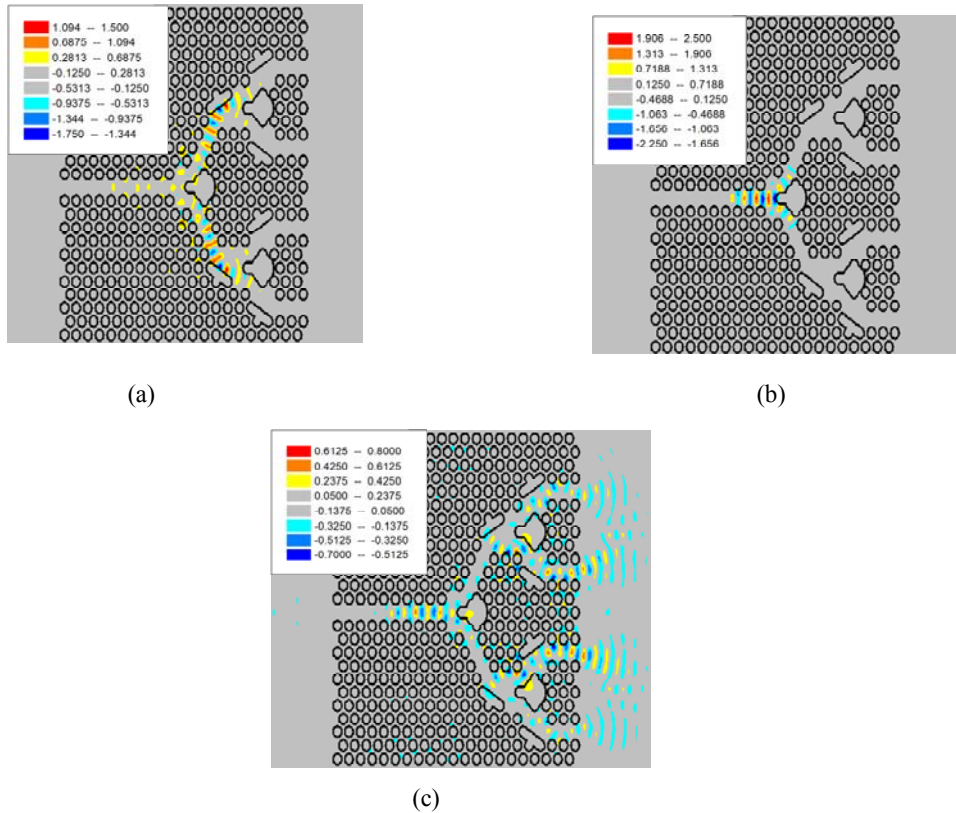 1.094 -- 1.500
0.6875 -- 1.094
0.2813 -- 0.6875
-0.1250 -- 0.2813
-0.5313 -- -0.1250
-0.9375 -- -0.5313
-1.344 -- -0.9375
-1.750 -- -1.344
(a)
1.906 -- 2.500
1.313 -- 1.906
0.7188 -- 1.313
0.1250 -- 0.7188
-0.4688 -- 0.1250
-1.063 -- -0.4688
-1.656 -- -1.063
-2.250 -- -1.656
(b)
0.6125 -- 0.8000
0.4250 -- 0.6125
0.2375 -- 0.4250
0.0500 -- 0.2375
-0.1375 -- 0.0500
-0.3250 -- -0.1375
-0.5125 -- -0.3250
-0.7000 -- -0.5125
(c)